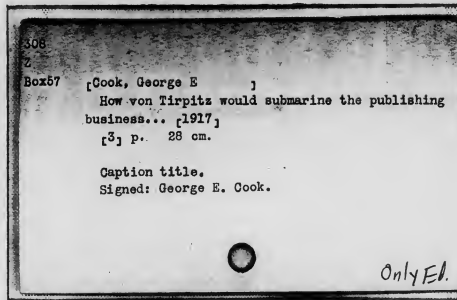 308
Z
Box57 [Cook, George E ]
How von Tirpitz would submarine the publishing
business... [1917]
[3] p. 28 cm.
Caption title.
Signed: George E. Cook.
Only Ed.